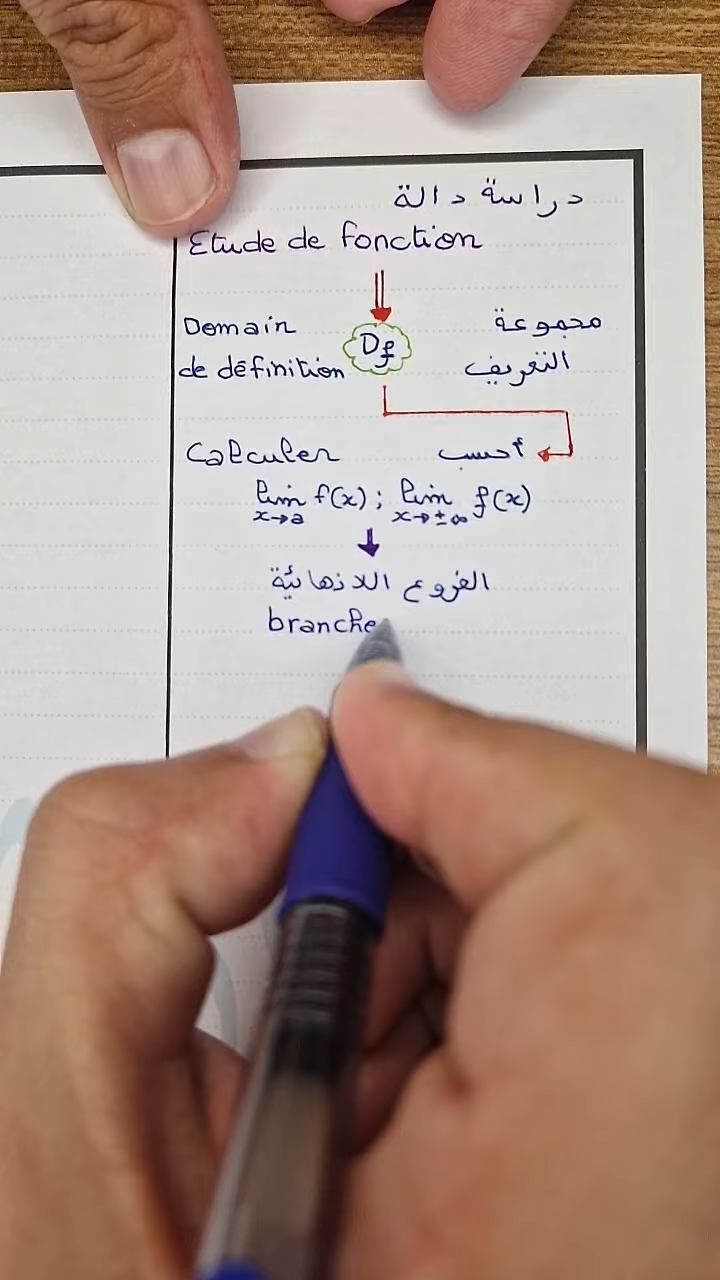 دراسة دالة
Etude de fonction
Domain
Df
مجموعة
de définition
التعريف
Calculer
أحسب
lim f(x) ; lim f(x)
x→a x→±∞
الفروع اللانهائية
branche